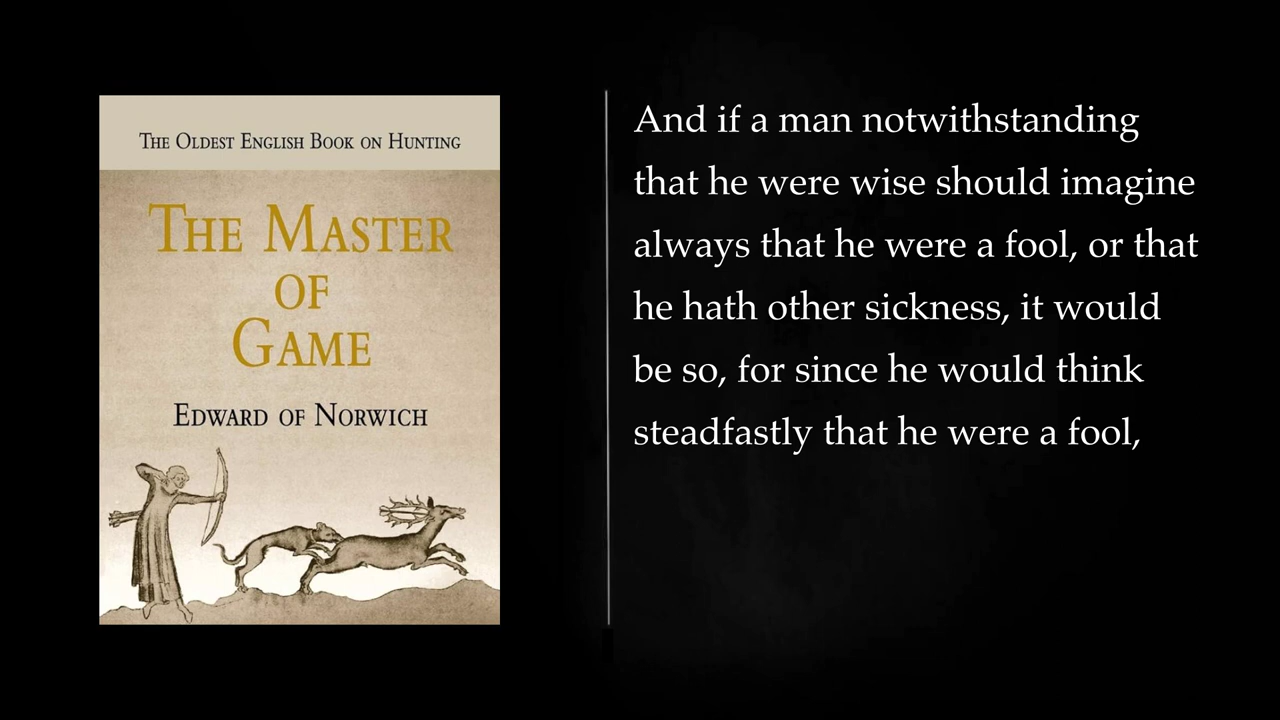 The Oldest English Book on Hunting
The Master
of
Game
Edward of Norwich
And if a man notwithstanding
that he were wise should imagine
always that he were a fool, or that
he hath other sickness, it would
be so, for since he would think
steadfastly that he were a fool,